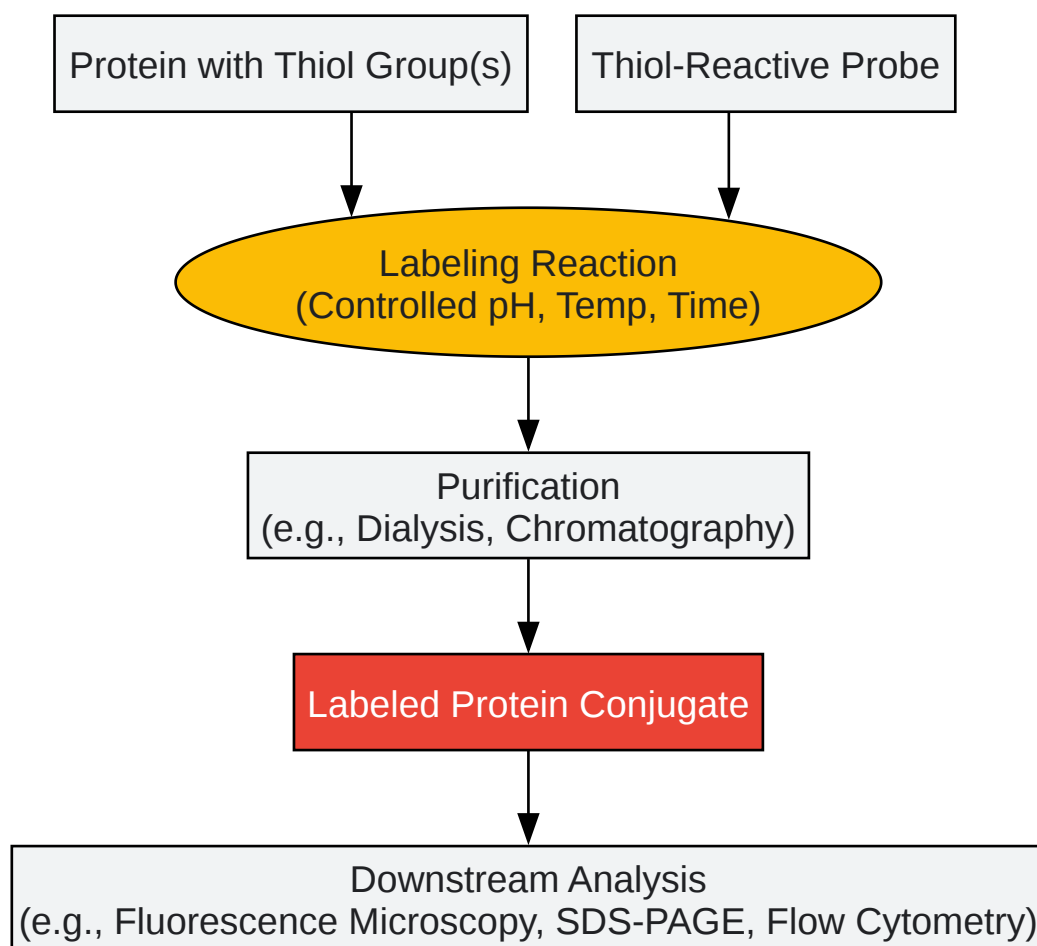 Protein with Thiol Group(s)
Thiol-Reactive Probe
Labeling Reaction
(Controlled pH, Temp, Time)
Purification
(e.g., Dialysis, Chromatography)
Labeled Protein Conjugate
Downstream Analysis
(e.g., Fluorescence Microscopy, SDS-PAGE, Flow Cytometry)